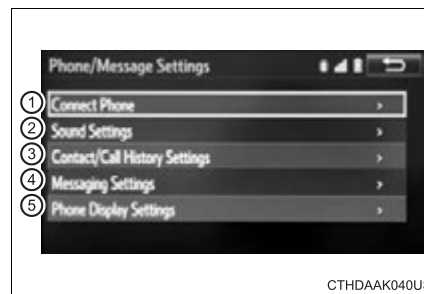 Phone/Message Settings
1 Connect Phone
2 Sound Settings
3 Contact/Call History Settings
4 Messaging Settings
5 Phone Display Settings
CTHDAAK040US